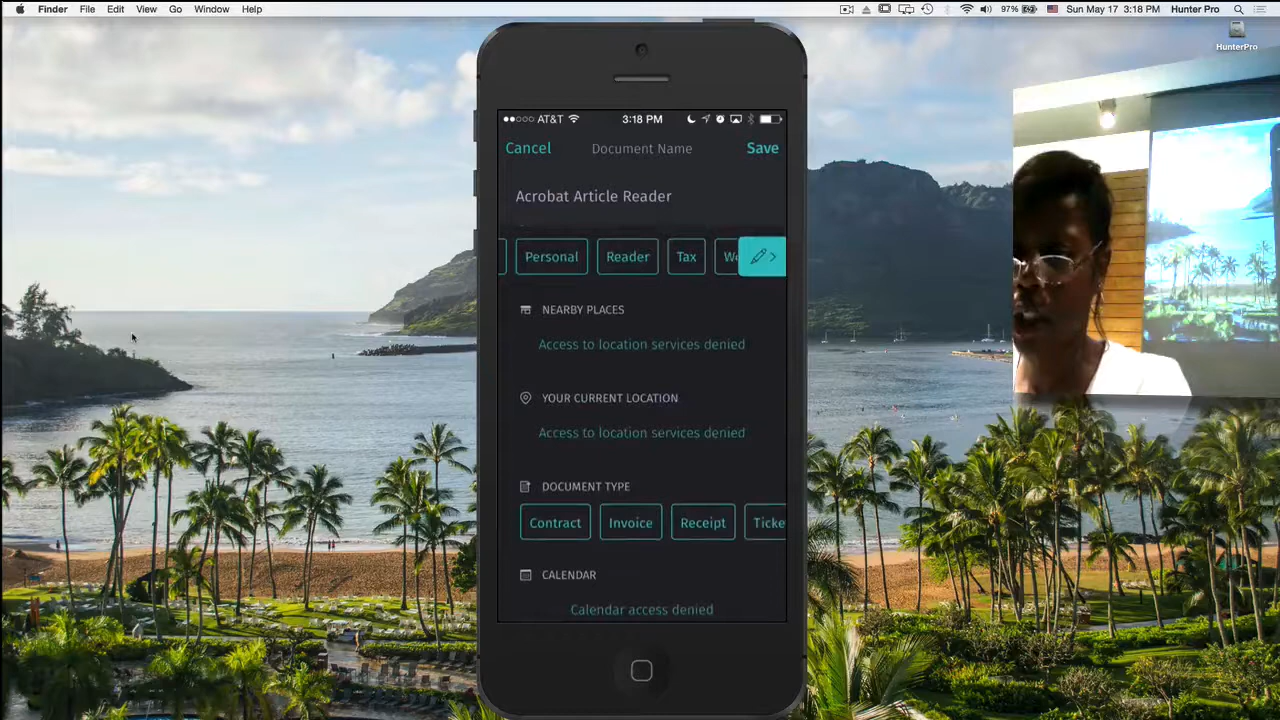 Finder File Edit View Go Window Help 97% Sun May 17 3:18 PM Hunter Pro
HunterPro
AT&T 3:18 PM
Cancel Document Name Save
Acrobat Article Reader
Personal Reader Tax We
NEARBY PLACES
Access to location services denied
YOUR CURRENT LOCATION
Access to location services denied
DOCUMENT TYPE
Contract Invoice Receipt Ticke
CALENDAR
Calendar access denied